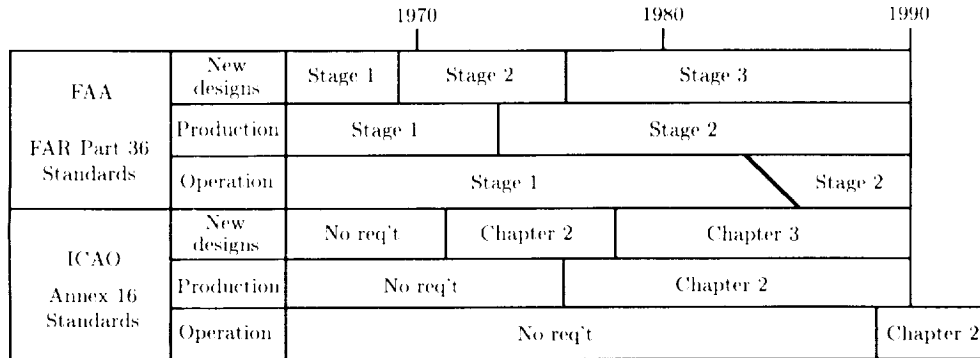 1970 1980 1990
FAA
FAR Part 36
Standards
New
designs
Stage 1 Stage 2 Stage 3
Production Stage 1 Stage 2
Operation Stage 1 Stage 2
ICAO
Annex 16
Standards
New
designs
No req't Chapter 2 Chapter 3
Production No req't Chapter 2
Operation No req't Chapter 2